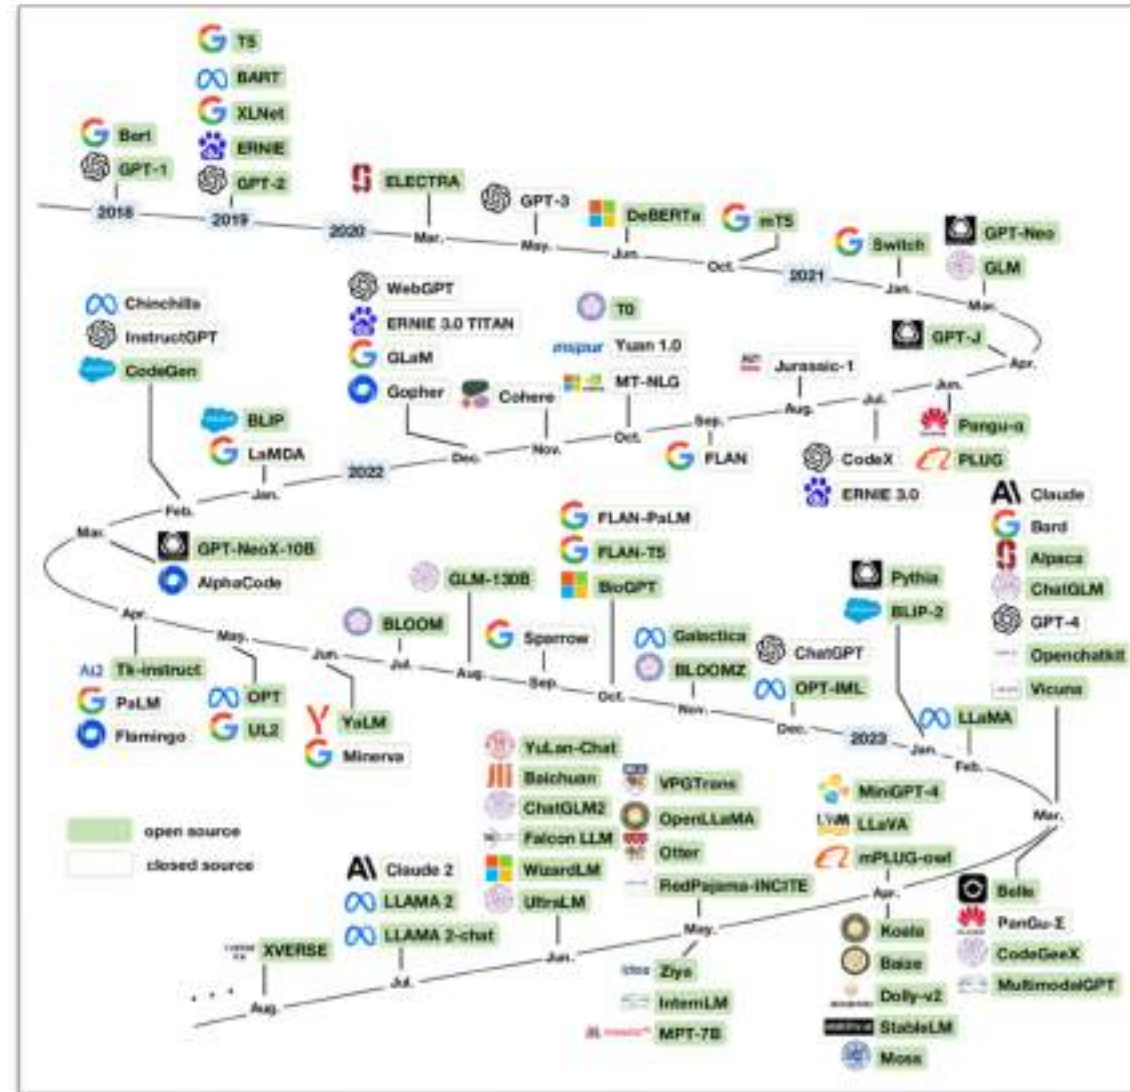 T5
BART
XLNet
Bert
ERNIE
GPT-1
GPT-2
2018
2019
2020
ELECTRA
Mar.
GPT-3
May.
DeBERTa
Jun.
mT5
Oct.
2021
Switch
Jan.
GPT-Neo
GLM
Mar.
GPT-J
Apr.
Jun.
Pangu-α
PLUG
Jul.
CodeX
ERNIE 3.0
Jurassic-1
Aug.
Sep.
FLAN
T0
inspur Yuan 1.0
MT-NLG
Oct.
Cohere
Nov.
WebGPT
ERNIE 3.0 TITAN
GLaM
Gopher
Dec.
2022
BLIP
LaMDA
Jan.
Chinchilla
InstructGPT
CodeGen
Feb.
Mar.
GPT-NeoX-10B
AlphaCode
Apr.
AI2 Tk-instruct
PaLM
Flamingo
May.
OPT
UL2
Jun.
YaLM
Minerva
BLOOM
Jul.
GLM-130B
Aug.
Sparrow
Sep.
FLAN-PaLM
FLAN-T5
BioGPT
Oct.
Galactica
BLOOMZ
Nov.
ChatGPT
OPT-IML
Dec.
2023
Pythia
BLIP-2
Jan.
LLaMA
Feb.
Claude
Bard
Alpaca
ChatGLM
GPT-4
Openchatkit
Vicuna
Mar.
Belle
PanGu-Σ
CodeGeeX
MultimodalGPT
MiniGPT-4
LLaVA
mPLUG-owl
Apr.
Koala
Baize
Dolly-v2
StableLM
Moss
VPGTrans
OpenLLaMA
Otter
RedPajama-INCITE
May.
Ziya
InternLM
MPT-7B
YuLan-Chat
Baichuan
ChatGLM2
Falcon LLM
WizardLM
UltraLM
Jun.
Claude 2
LLAMA 2
LLAMA 2-chat
Jul.
XVERSE
Aug.
. . .
open source
closed source